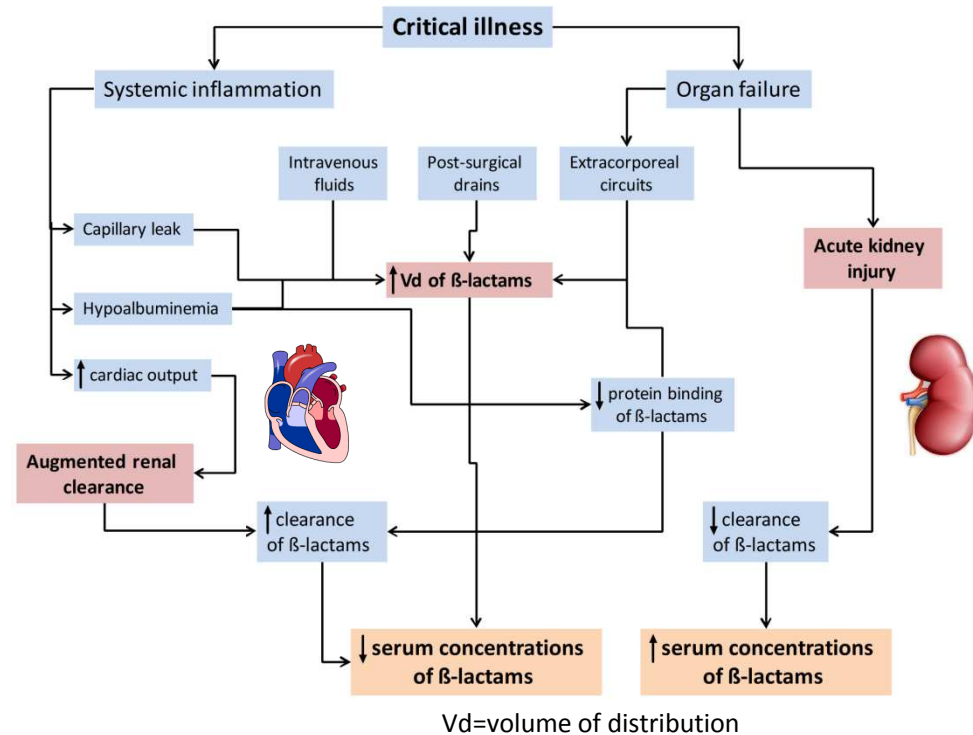 Critical illness
Systemic inflammation
Organ failure
Intravenous
fluids
Post-surgical
drains
Extracorporeal
circuits
Capillary leak
Acute kidney
injury
↑ Vd of ß-lactams
Hypoalbuminemia
↑ cardiac output
↓ protein binding
of ß-lactams
Augmented renal
clearance
↑ clearance
of ß-lactams
↓ clearance
of ß-lactams
↓ serum concentrations
of ß-lactams
↑ serum concentrations
of ß-lactams
Vd=volume of distribution